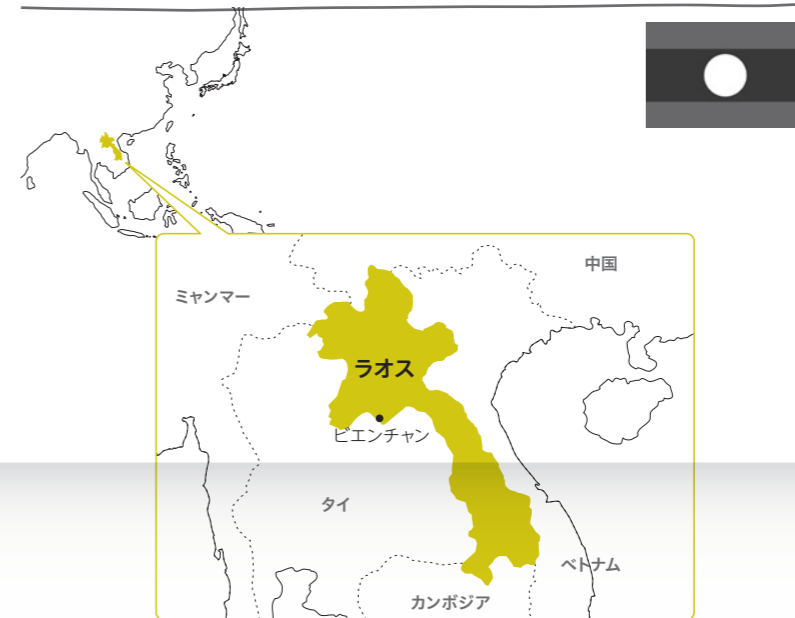 中国
ミャンマー
ラオス
ビエンチャン
タイ
ベトナム
カンボジア